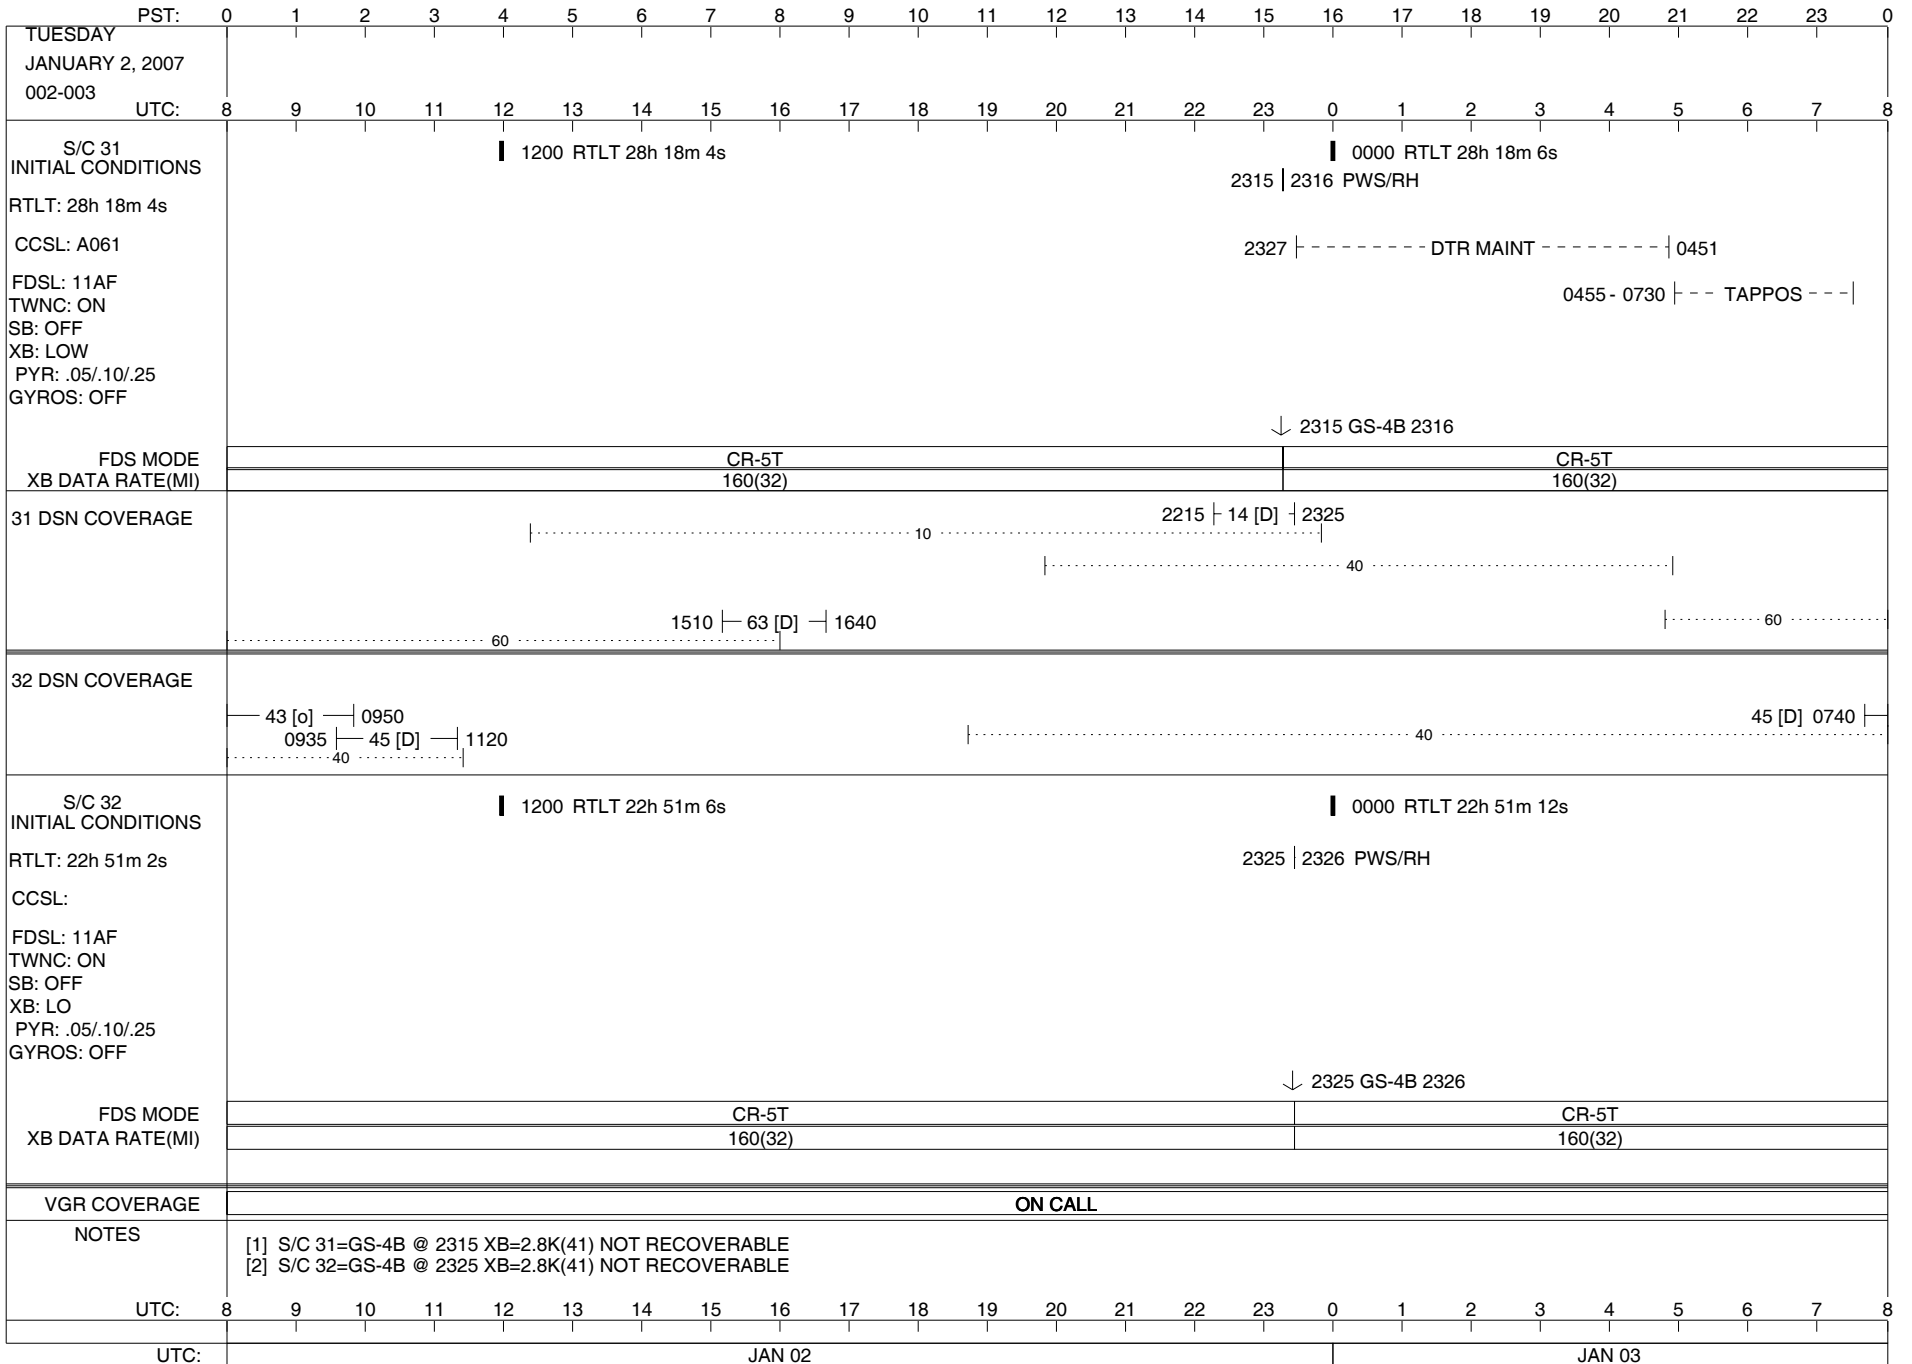 PST: 0 1 2 3 4 5 6 7 8 9 10 11 12 13 14 15 16 17 18 19 20 21 22 23 0
TUESDAY
JANUARY 2, 2007
002-003
UTC: 8 9 10 11 12 13 14 15 16 17 18 19 20 21 22 23 0 1 2 3 4 5 6 7 8
S/C 31
INITIAL CONDITIONS
1200 RTLT 28h 18m 4s
0000 RTLT 28h 18m 6s
2315 2316 PWS/RH
RTLT: 28h 18m 4s
CCSL: A061
2327 DTR MAINT 0451
FDSL: 11AF
0455 - 0730 TAPPOS
TWNC: ON
SB: OFF
XB: LOW
PYR: .05/.10/.25
GYROS: OFF
2315 GS-4B 2316
FDS MODE CR-5T CR-5T
XB DATA RATE(MI) 160(32) 160(32)
31 DSN COVERAGE
2215 14 [D] 2325
10
40
1510 63 [D] 1640
60
60
32 DSN COVERAGE
43 [o] 0950
45 [D] 0740
0935 45 [D] 1120
40
40
S/C 32
INITIAL CONDITIONS
1200 RTLT 22h 51m 6s
0000 RTLT 22h 51m 12s
RTLT: 22h 51m 2s
2325 2326 PWS/RH
CCSL:
FDSL: 11AF
TWNC: ON
SB: OFF
XB: LO
PYR: .05/.10/.25
GYROS: OFF
2325 GS-4B 2326
FDS MODE CR-5T CR-5T
XB DATA RATE(MI) 160(32) 160(32)
VGR COVERAGE ON CALL
NOTES
[1] S/C 31=GS-4B @ 2315 XB=2.8K(41) NOT RECOVERABLE
[2] S/C 32=GS-4B @ 2325 XB=2.8K(41) NOT RECOVERABLE
UTC: 8 9 10 11 12 13 14 15 16 17 18 19 20 21 22 23 0 1 2 3 4 5 6 7 8
UTC: JAN 02 JAN 03